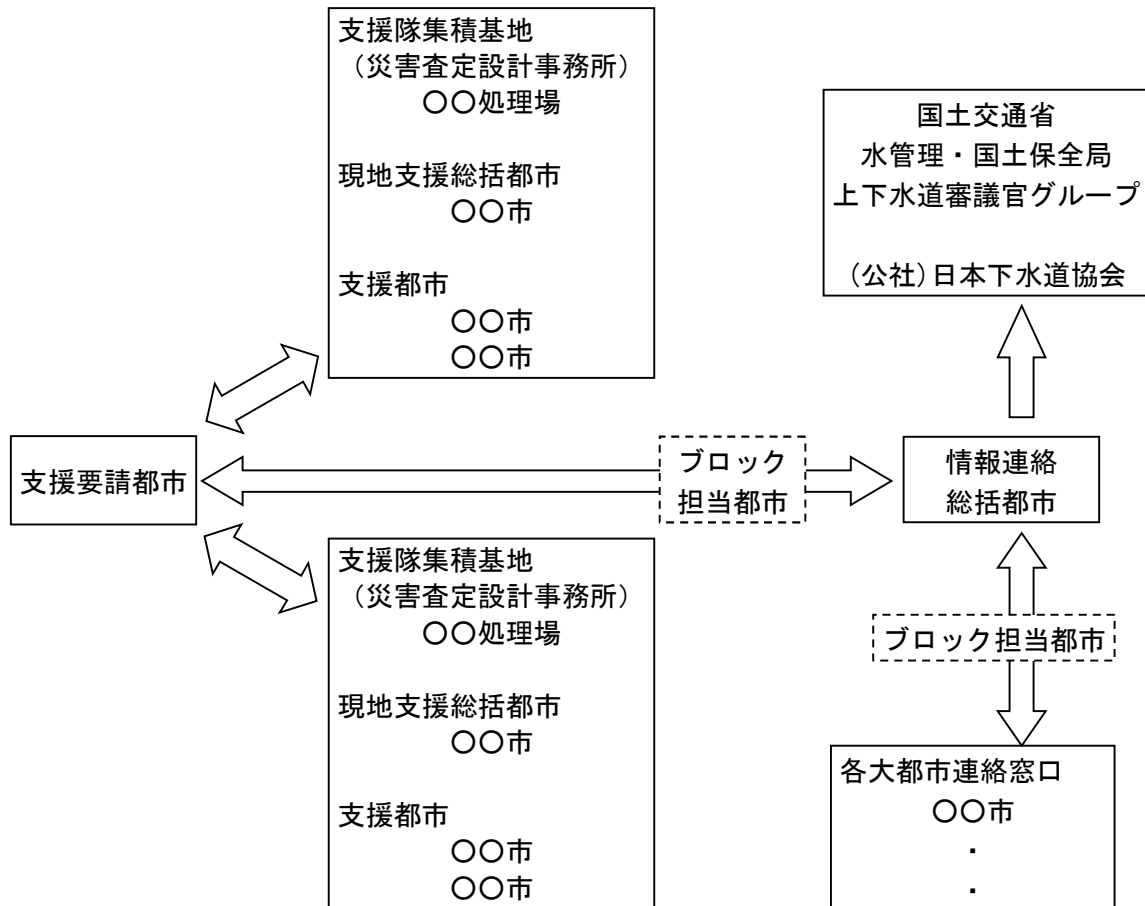 支援隊集積基地
（災害査定設計事務所）
〇〇処理場
現地支援総括都市
〇〇市
支援都市
〇〇市
〇〇市
国土交通省
水管理・国土保全局
上下水道審議官グループ
（公社）日本下水道協会
支援要請都市
ブロック
担当都市
情報連絡
総括都市
支援隊集積基地
（災害査定設計事務所）
〇〇処理場
現地支援総括都市
〇〇市
支援都市
〇〇市
〇〇市
ブロック担当都市
各大都市連絡窓口
〇〇市
・
・